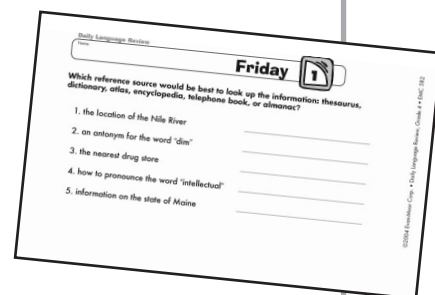 Daily Language Review
Name
Friday 1
Which reference source would be best to look up the information: thesaurus,
dictionary, atlas, encyclopedia, telephone book, or almanac?
1. the location of the Nile River
2. an antonym for the word "dim"
3. the nearest drug store
4. how to pronounce the word "intellectual"
5. information on the state of Maine
©2004 Evan-Moor Corp. • Daily Language Review, Grade 4 • EMC 582